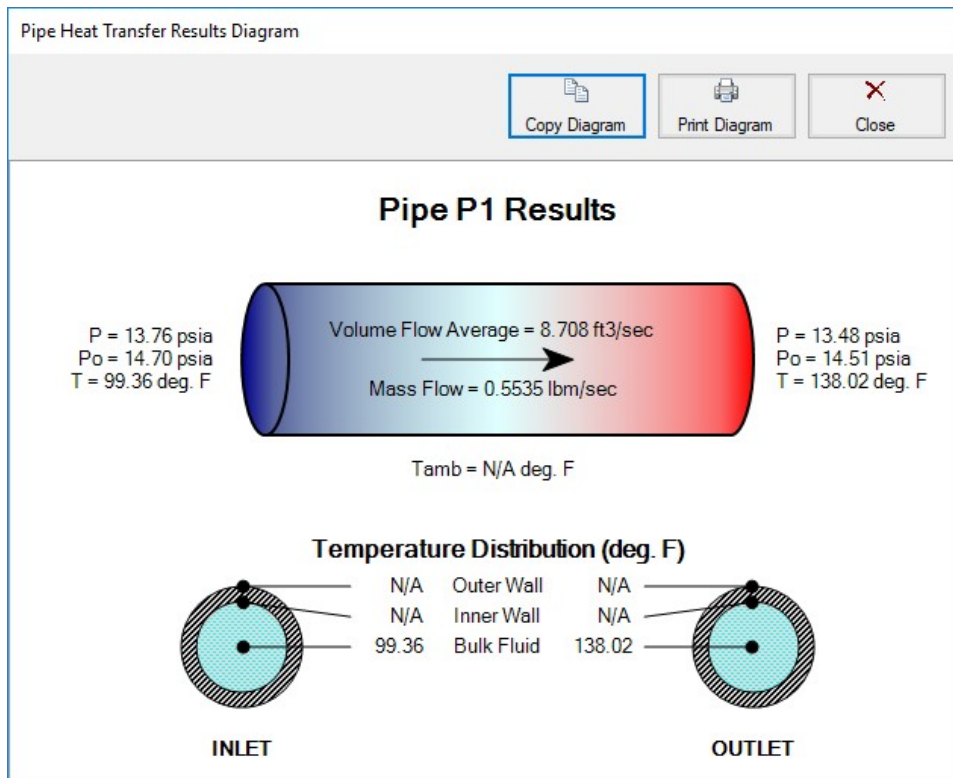 Pipe Heat Transfer Results Diagram
Copy Diagram
Print Diagram
Close
Pipe P1 Results
P = 13.76 psia
Po = 14.70 psia
T = 99.36 deg. F
Volume Flow Average = 8.708 ft3/sec
Mass Flow = 0.5535 lbm/sec
P = 13.48 psia
Po = 14.51 psia
T = 138.02 deg. F
Tamb = N/A deg. F
Temperature Distribution (deg. F)
N/A Outer Wall N/A
N/A Inner Wall N/A
99.36 Bulk Fluid 138.02
INLET
OUTLET